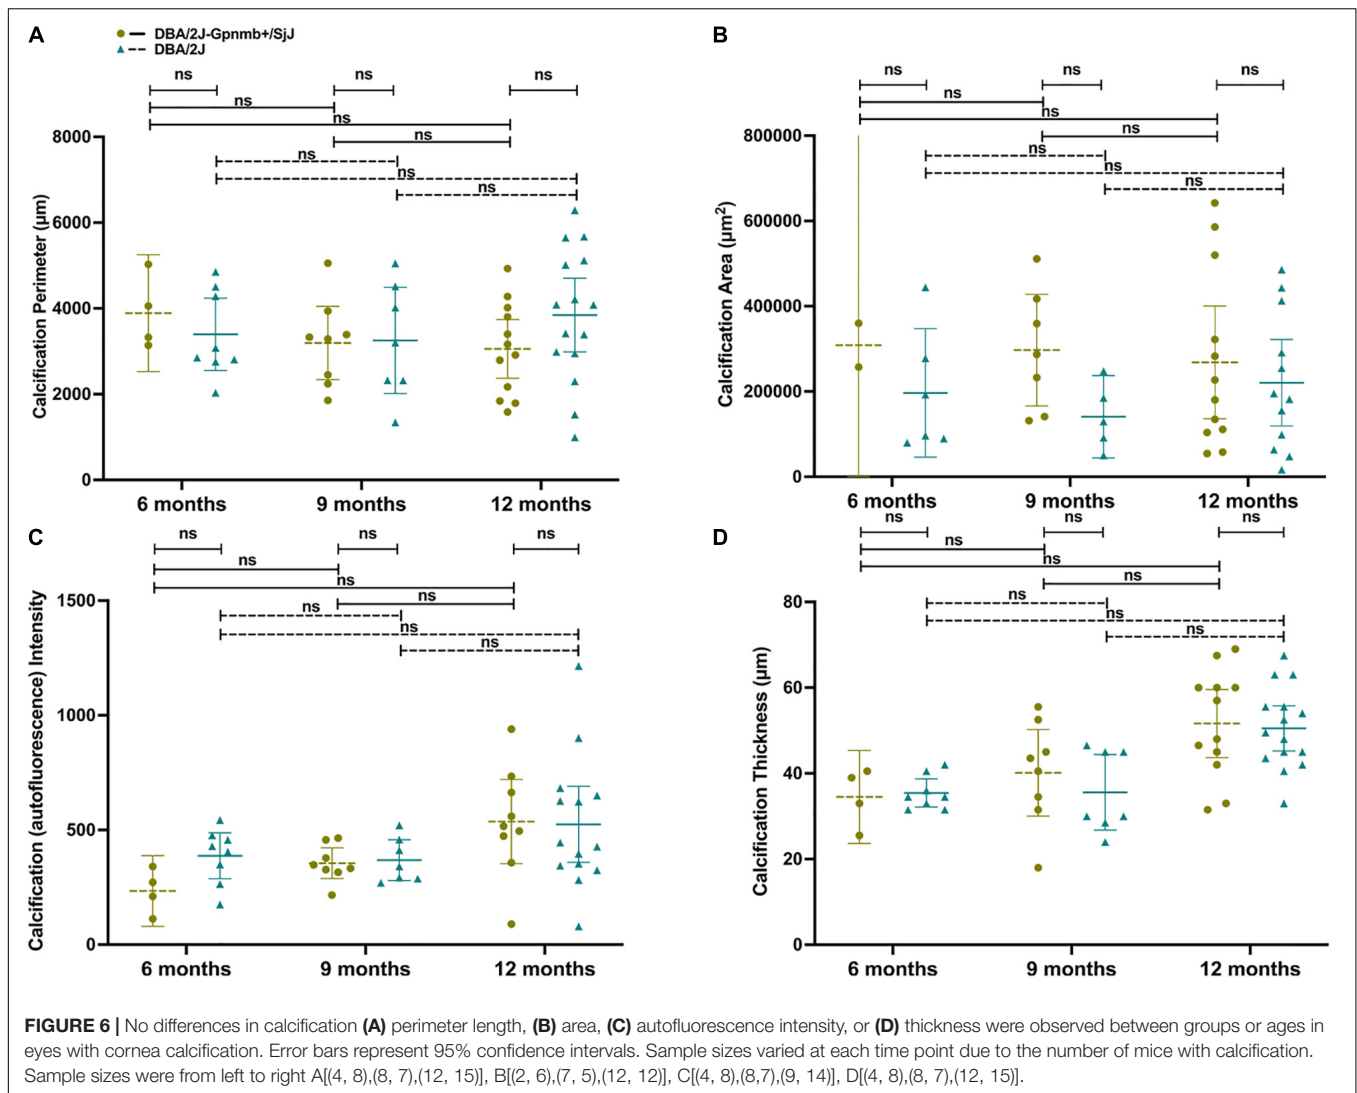 A
DBA/2J-Gpnmb+/SjJ
DBA/2J
ns
ns
ns
ns
ns
ns
ns
ns
ns
8000
6000
4000
2000
0
Calcification Perimeter (μm)
6 months
9 months
12 months
B
ns
ns
ns
ns
ns
ns
ns
ns
ns
800000
600000
400000
200000
0
Calcification Area (μm²)
6 months
9 months
12 months
C
ns
ns
ns
ns
ns
ns
ns
ns
ns
1500
1000
500
0
Calcification (autofluorescence) Intensity
6 months
9 months
12 months
D
ns
ns
ns
ns
ns
ns
ns
ns
ns
80
60
40
20
0
Calcification Thickness (μm)
6 months
9 months
12 months
FIGURE 6 | No differences in calcification (A) perimeter length, (B) area, (C) autofluorescence intensity, or (D) thickness were observed between groups or ages in
eyes with cornea calcification. Error bars represent 95% confidence intervals. Sample sizes varied at each time point due to the number of mice with calcification.
Sample sizes were from left to right A[(4, 8),(8, 7),(12, 15)], B[(2, 6),(7, 5),(12, 12)], C[(4, 8),(8,7),(9, 14)], D[(4, 8),(8, 7),(12, 15)].